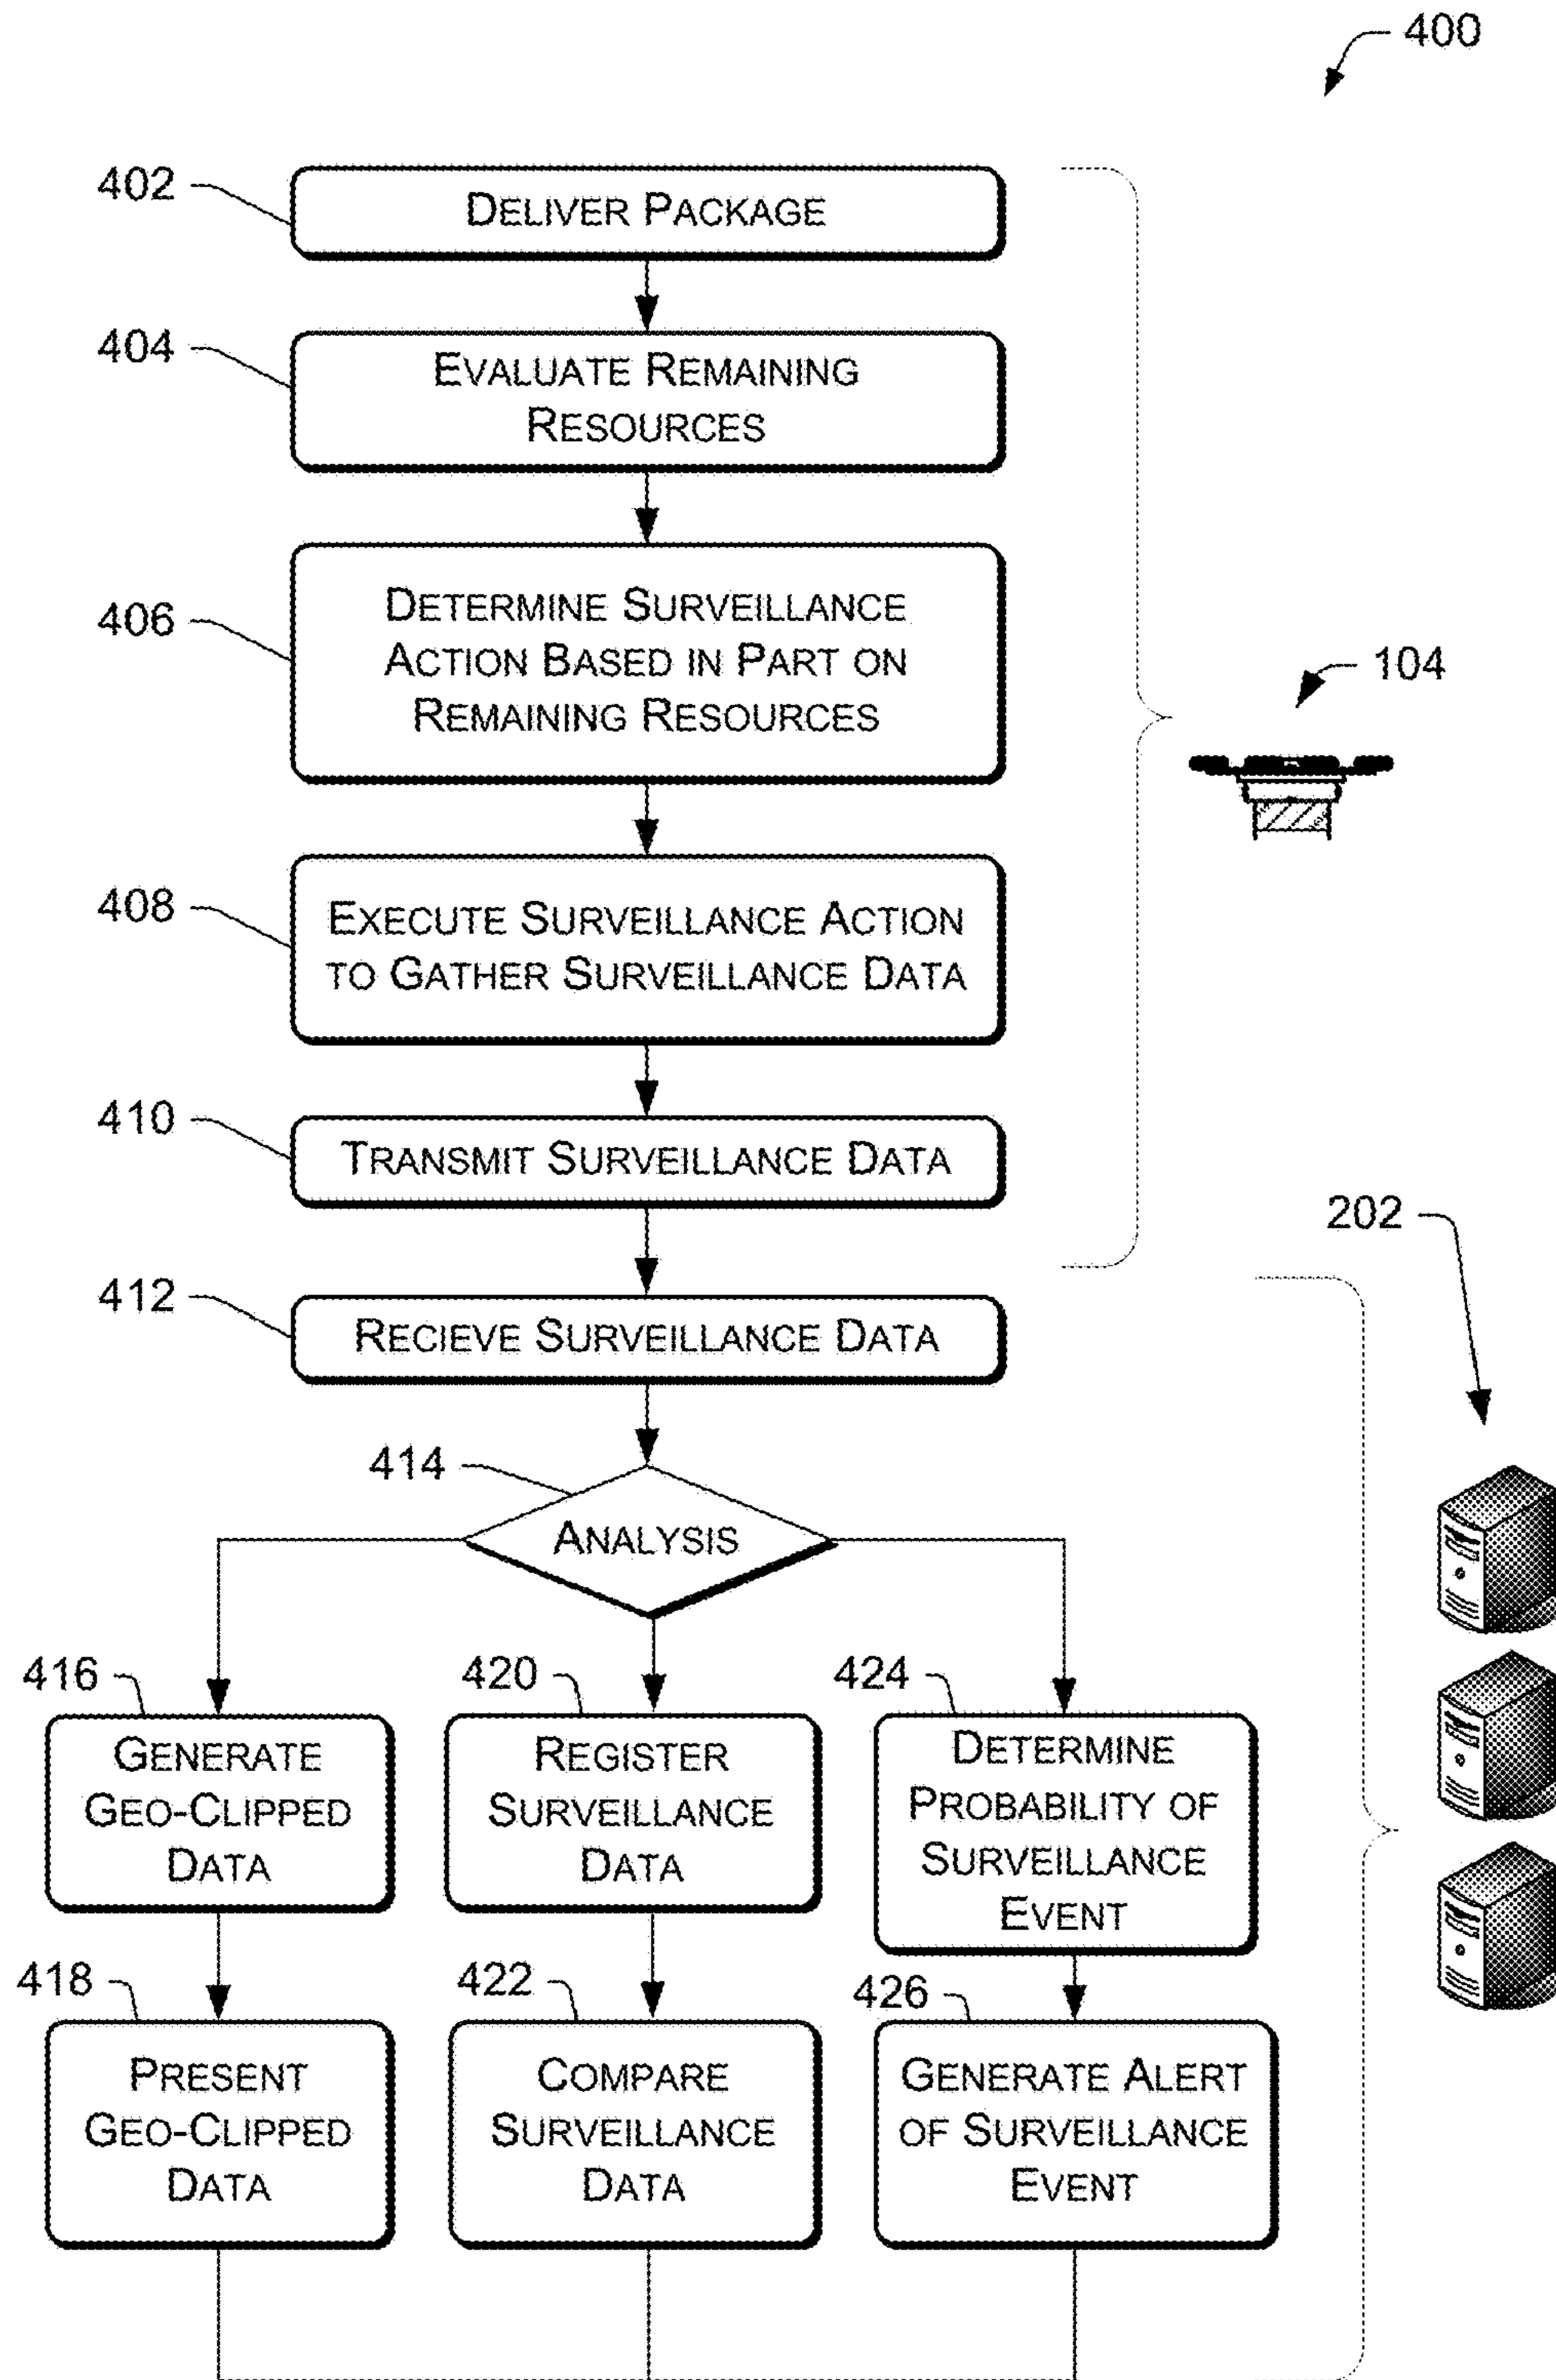 400
402
DELIVER PACKAGE
404
EVALUATE REMAINING
RESOURCES
406
DETERMINE SURVEILLANCE
ACTION BASED IN PART ON
REMAINING RESOURCES
104
408
EXECUTE SURVEILLANCE ACTION
TO GATHER SURVEILLANCE DATA
410
TRANSMIT SURVEILLANCE DATA
202
412
RECIEVE SURVEILLANCE DATA
414
ANALYSIS
416
GENERATE
GEO-CLIPPED
DATA
420
REGISTER
SURVEILLANCE
DATA
424
DETERMINE
PROBABILITY OF
SURVEILLANCE
EVENT
418
PRESENT
GEO-CLIPPED
DATA
422
COMPARE
SURVEILLANCE
DATA
426
GENERATE ALERT
OF SURVEILLANCE
EVENT